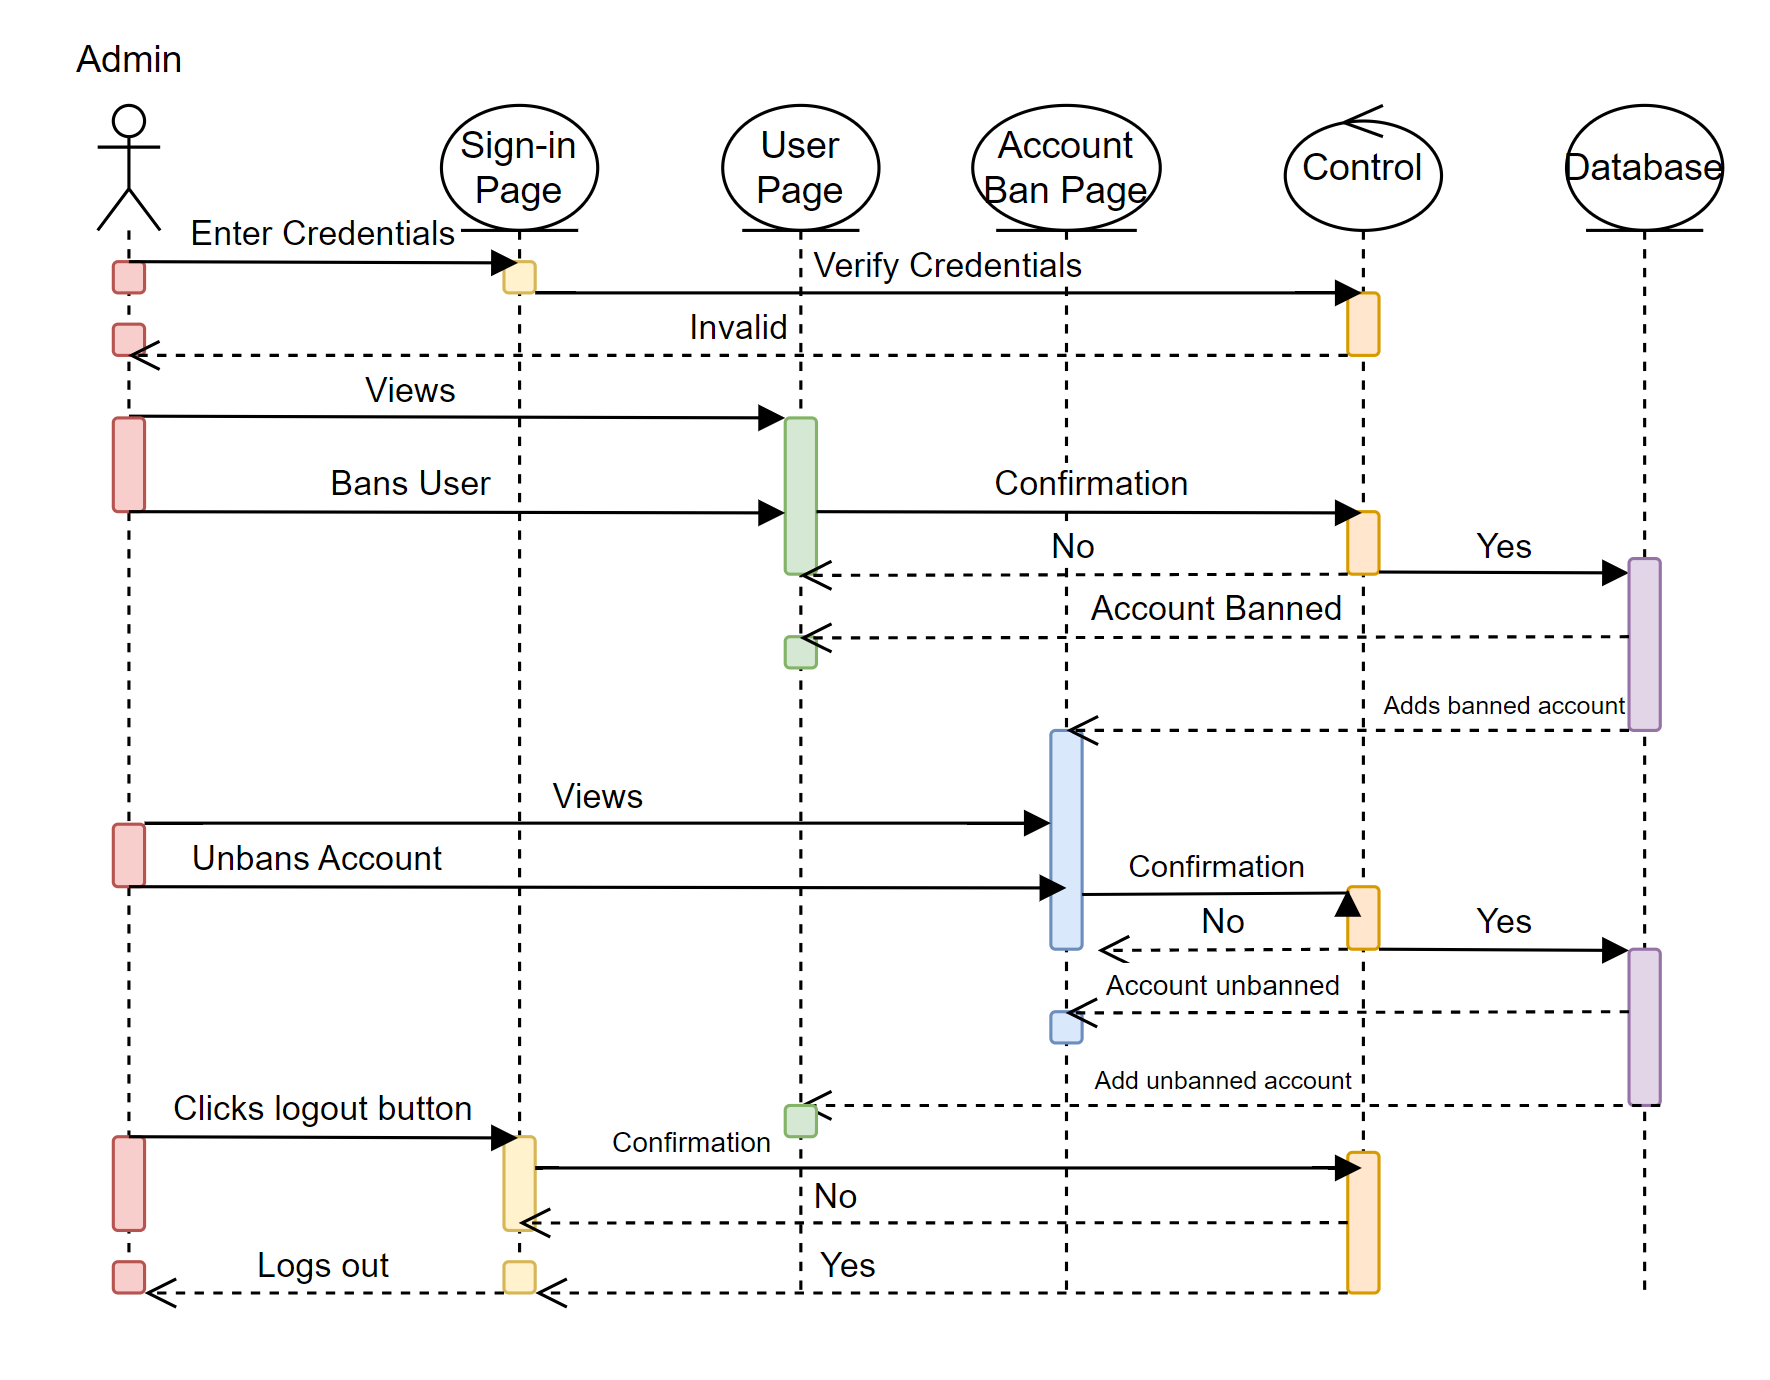 Admin
Sign-in
Page
User
Page
Account
Ban Page
Control
Database
Enter Credentials
Verify Credentials
Invalid
Views
Bans User
Confirmation
No
Yes
Account Banned
Adds banned account
Views
Unbans Account
Confirmation
No
Yes
Account unbanned
Add unbanned account
Clicks logout button
Confirmation
No
Logs out
Yes